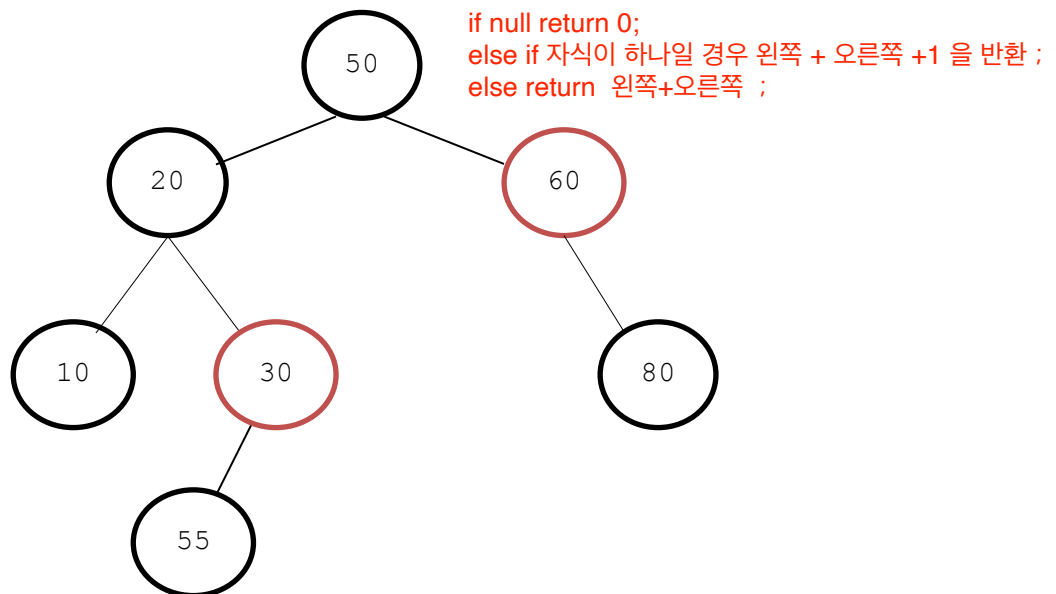 if null return 0;
else if 자식이 하나일 경우 왼쪽 + 오른쪽 +1 을 반환 ;
else return 왼쪽+오른쪽 ;
50
20
60
10
30
80
55